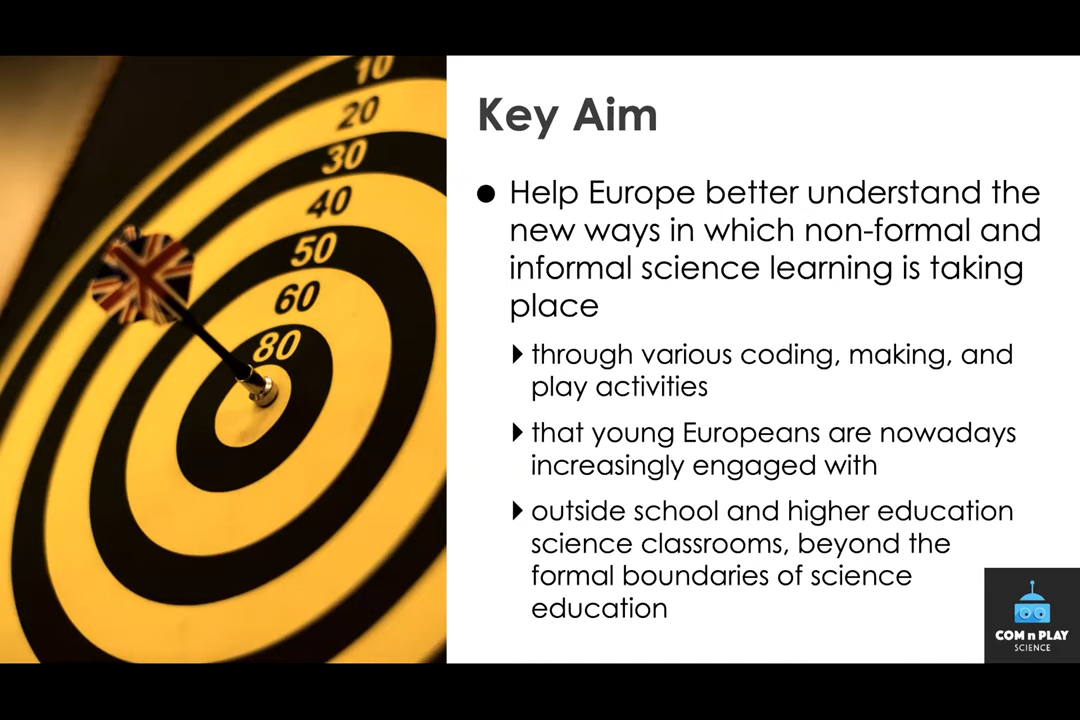 10
20
30
40
50
60
80
Key Aim
● Help Europe better understand the
new ways in which non-formal and
informal science learning is taking
place
through various coding, making, and
play activities
that young Europeans are nowadays
increasingly engaged with
outside school and higher education
science classrooms, beyond the
formal boundaries of science
education
COM n PLAY
SCIENCE